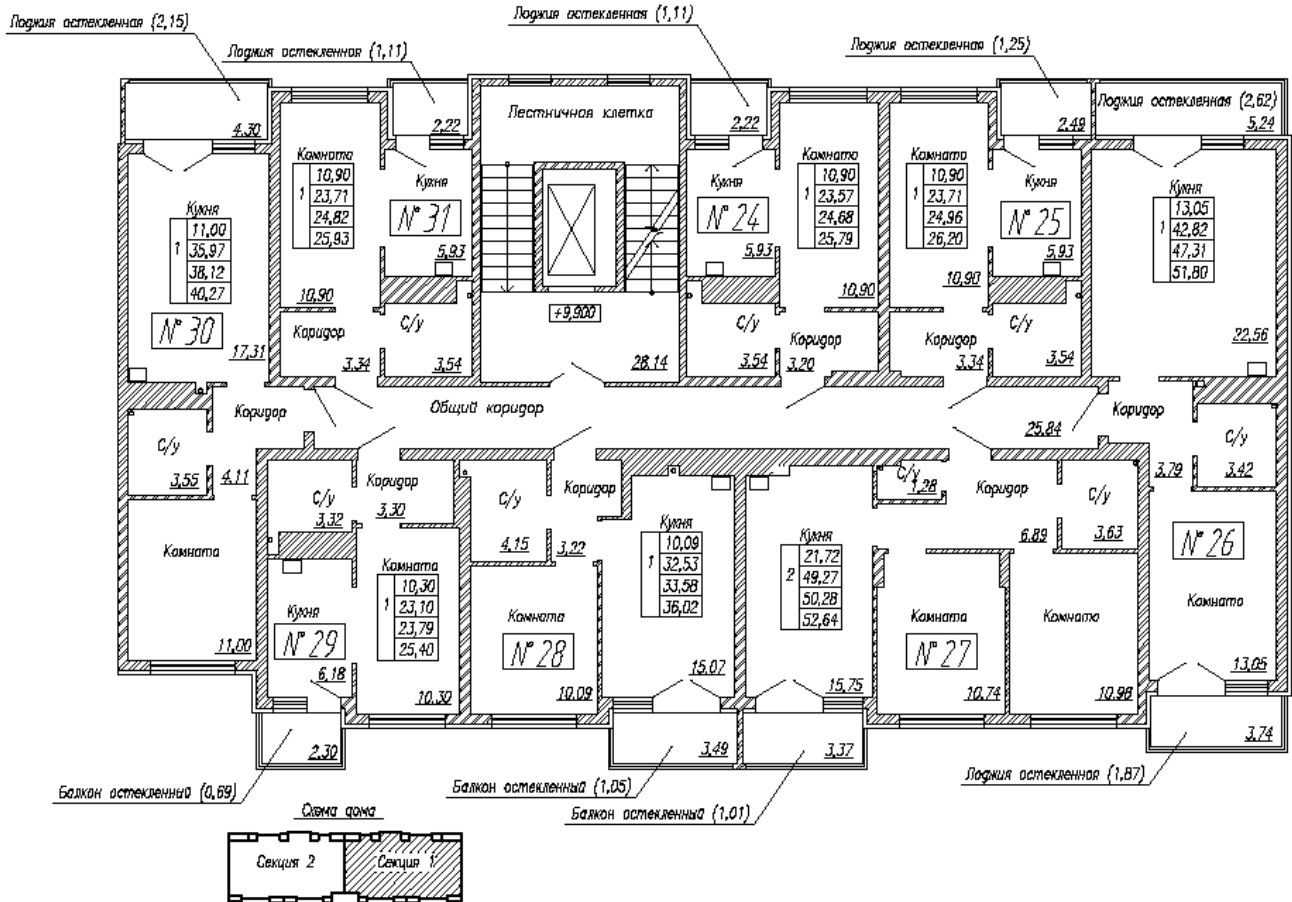 Лоджия остекленная (2,15)
Лоджия остекленная (1,11)
Лоджия остекленная (1,11)
Лоджия остекленная (1,25)
Лоджия остекленная (2,62)
4,30
2,22
Лестничная клетка
2,22
2,49
5,24
Комната
1
10,90
23,71
24,82
25,93
10,90
Кухня
№ 31
5,93
Кухня
№ 24
5,93
Комната
1
10,90
23,57
24,68
25,79
10,90
Комната
1
10,90
23,71
24,96
26,20
10,90
Кухня
№ 25
5,93
Кухня
1
13,05
42,82
47,31
51,80
22,56
Кухня
1
11,00
35,97
38,12
40,27
№ 30
17,31
Коридор
3,34
С/у
3,54
+9,900
28.14
С/у
3,54
Коридор
3,20
Коридор
3,34
С/у
3,54
Коридор
4,11
Общий коридор
25,84
Коридор
3,79
С/у
3,55
С/у
3,42
С/у
3,32
Коридор
3,30
С/у
4,15
Коридор
3,22
С/у
1,28
Коридор
6,89
С/у
3,63
Комната
11,00
Кухня
№ 29
6,18
Комната
1
10,30
23,10
23,79
25,40
10,30
Комната
№ 28
10,09
Кухня
1
10,09
32,53
33,58
36,02
15,07
Кухня
2
21,72
49,27
50,28
52,64
15,75
Комната
№ 27
10,74
Комната
10,98
№ 26
Комната
13,05
2,30
3,49
3,37
3,74
Балкон остекленный (0,69)
Балкон остекленный (1,05)
Балкон остекленный (1,01)
Лоджия остекленная (1,87)
Схема дома
Секция 2
Секция 1